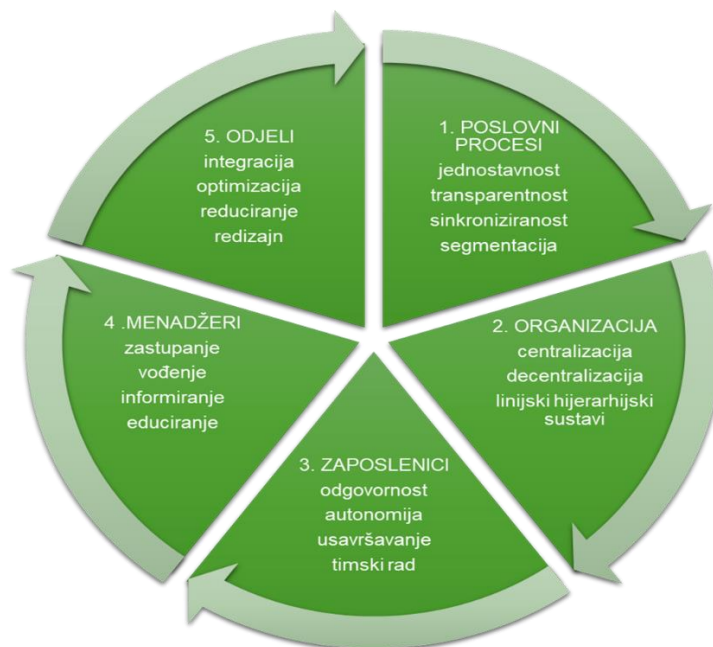 1. POSLOVNI
PROCESI
jednostavnost
transparentnost
sinkroniziranost
segmentacija
2. ORGANIZACIJA
centralizacija
decentralizacija
linijski hijerarhijski
sustavi
3. ZAPOSLENICI
odgovornost
autonomija
usavršavanje
timski rad
4 .MENADŽERI
zastupanje
vođenje
informiranje
educiranje
5. ODJELI
integracija
optimizacija
reduciranje
redizajn